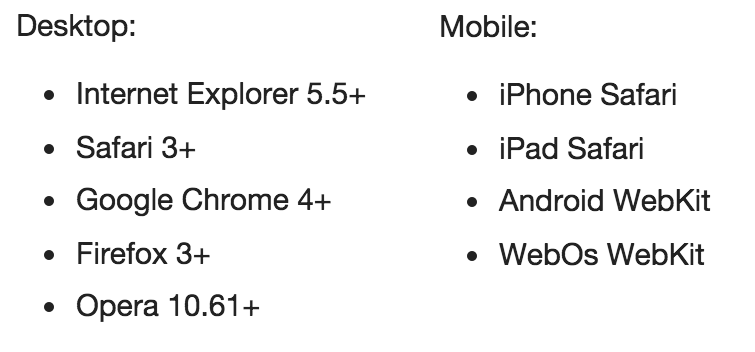 Desktop:
• Internet Explorer 5.5+
• Safari 3+
• Google Chrome 4+
• Firefox 3+
• Opera 10.61+
Mobile:
• iPhone Safari
• iPad Safari
• Android WebKit
• WebOs WebKit